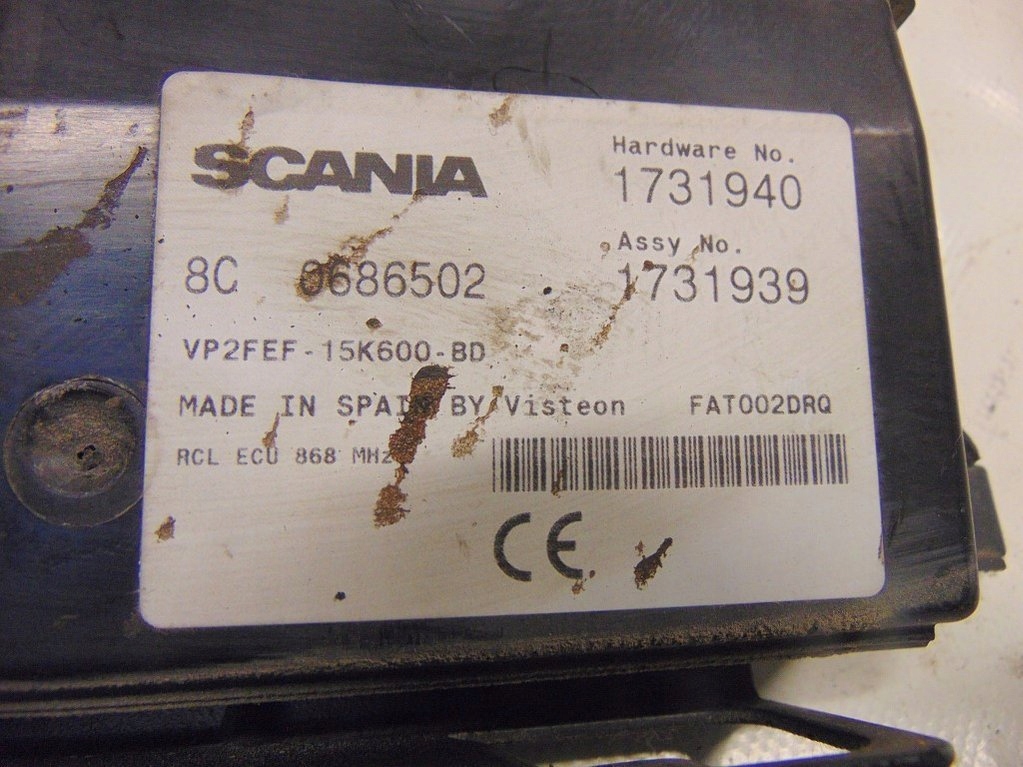 SCANIA
Hardware No.
1731940
Assy No.
1731939
8C 0686502
VP2FEF-15K600-BD
MADE IN SPAIN BY Visteon FAT002DRQ
RCL ECU 868 MHz
CE